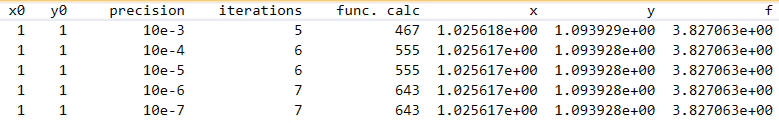 x0 y0 precision iterations func. calc x y f
1 1 10e-3 5 467 1.025618e+00 1.093929e+00 3.827063e+00
1 1 10e-4 6 555 1.025617e+00 1.093928e+00 3.827063e+00
1 1 10e-5 6 555 1.025617e+00 1.093928e+00 3.827063e+00
1 1 10e-6 7 643 1.025617e+00 1.093928e+00 3.827063e+00
1 1 10e-7 7 643 1.025617e+00 1.093928e+00 3.827063e+00